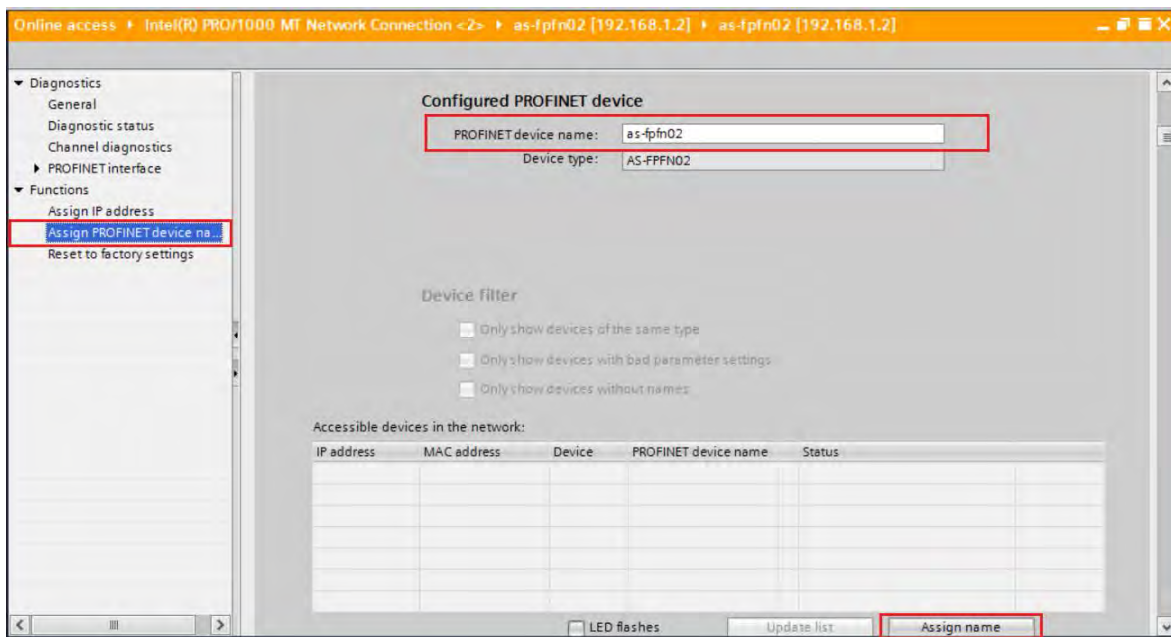 Online access ▸ Intel(R) PRO/1000 MT Network Connection <2> ▸ as-fpfn02 [192.168.1.2] ▸ as-fpfn02 [192.168.1.2]
Diagnostics
General
Diagnostic status
Channel diagnostics
PROFINET interface
Functions
Assign IP address
Assign PROFINET device na...
Reset to factory settings
Configured PROFINET device
PROFINET device name: as-fpfn02
Device type: AS-FPFN02
Device filter
Only show devices of the same type
Only show devices with bad parameter settings
Only show devices without names
Accessible devices in the network:
IP address MAC address Device PROFINET device name Status
LED flashes Update list Assign name